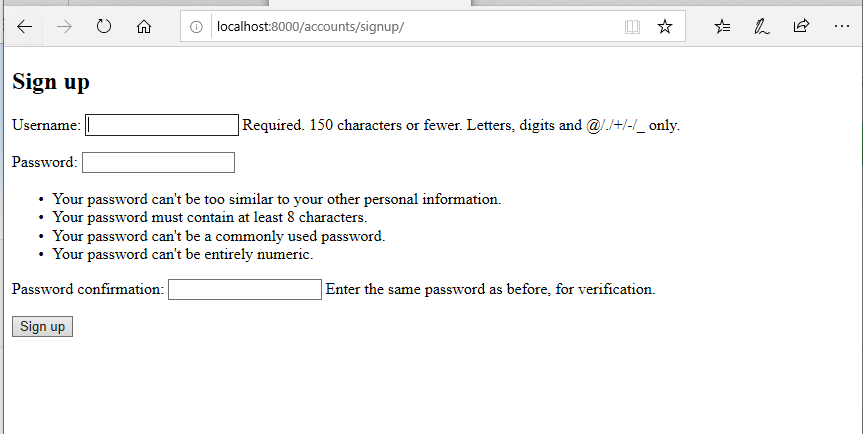 localhost:8000/accounts/signup/
Sign up
Username: Required. 150 characters or fewer. Letters, digits and @/./+/-/_ only.
Password:
• Your password can't be too similar to your other personal information.
• Your password must contain at least 8 characters.
• Your password can't be a commonly used password.
• Your password can't be entirely numeric.
Password confirmation: Enter the same password as before, for verification.
Sign up